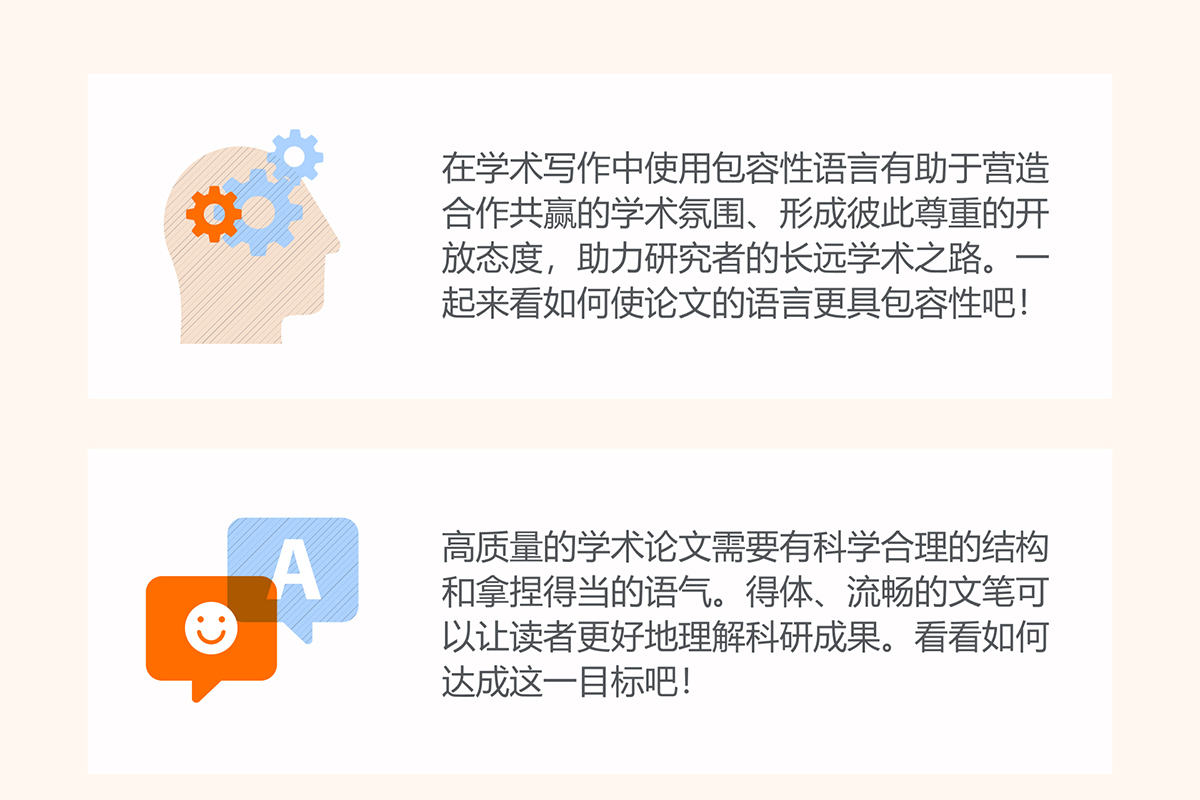 在学术写作中使用包容性语言有助于营造
合作共赢的学术氛围、形成彼此尊重的开
放态度，助力研究者的长远学术之路。一
起来看如何使论文的语言更具包容性吧！
A
高质量的学术论文需要有科学合理的结构
和拿捏得当的语气。得体、流畅的文笔可
以让读者更好地理解科研成果。看看如何
达成这一目标吧！